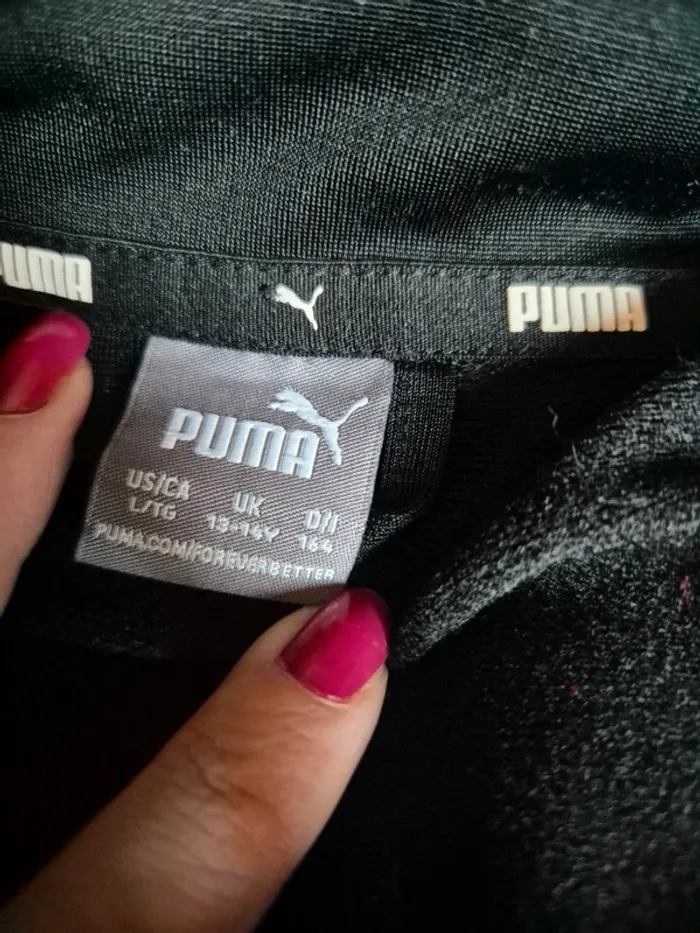 PUMA
PUMA
PUMA
US/CA UK D/I
L/TG 13-14Y 164
PUMA.COM/FOREVERBETTER